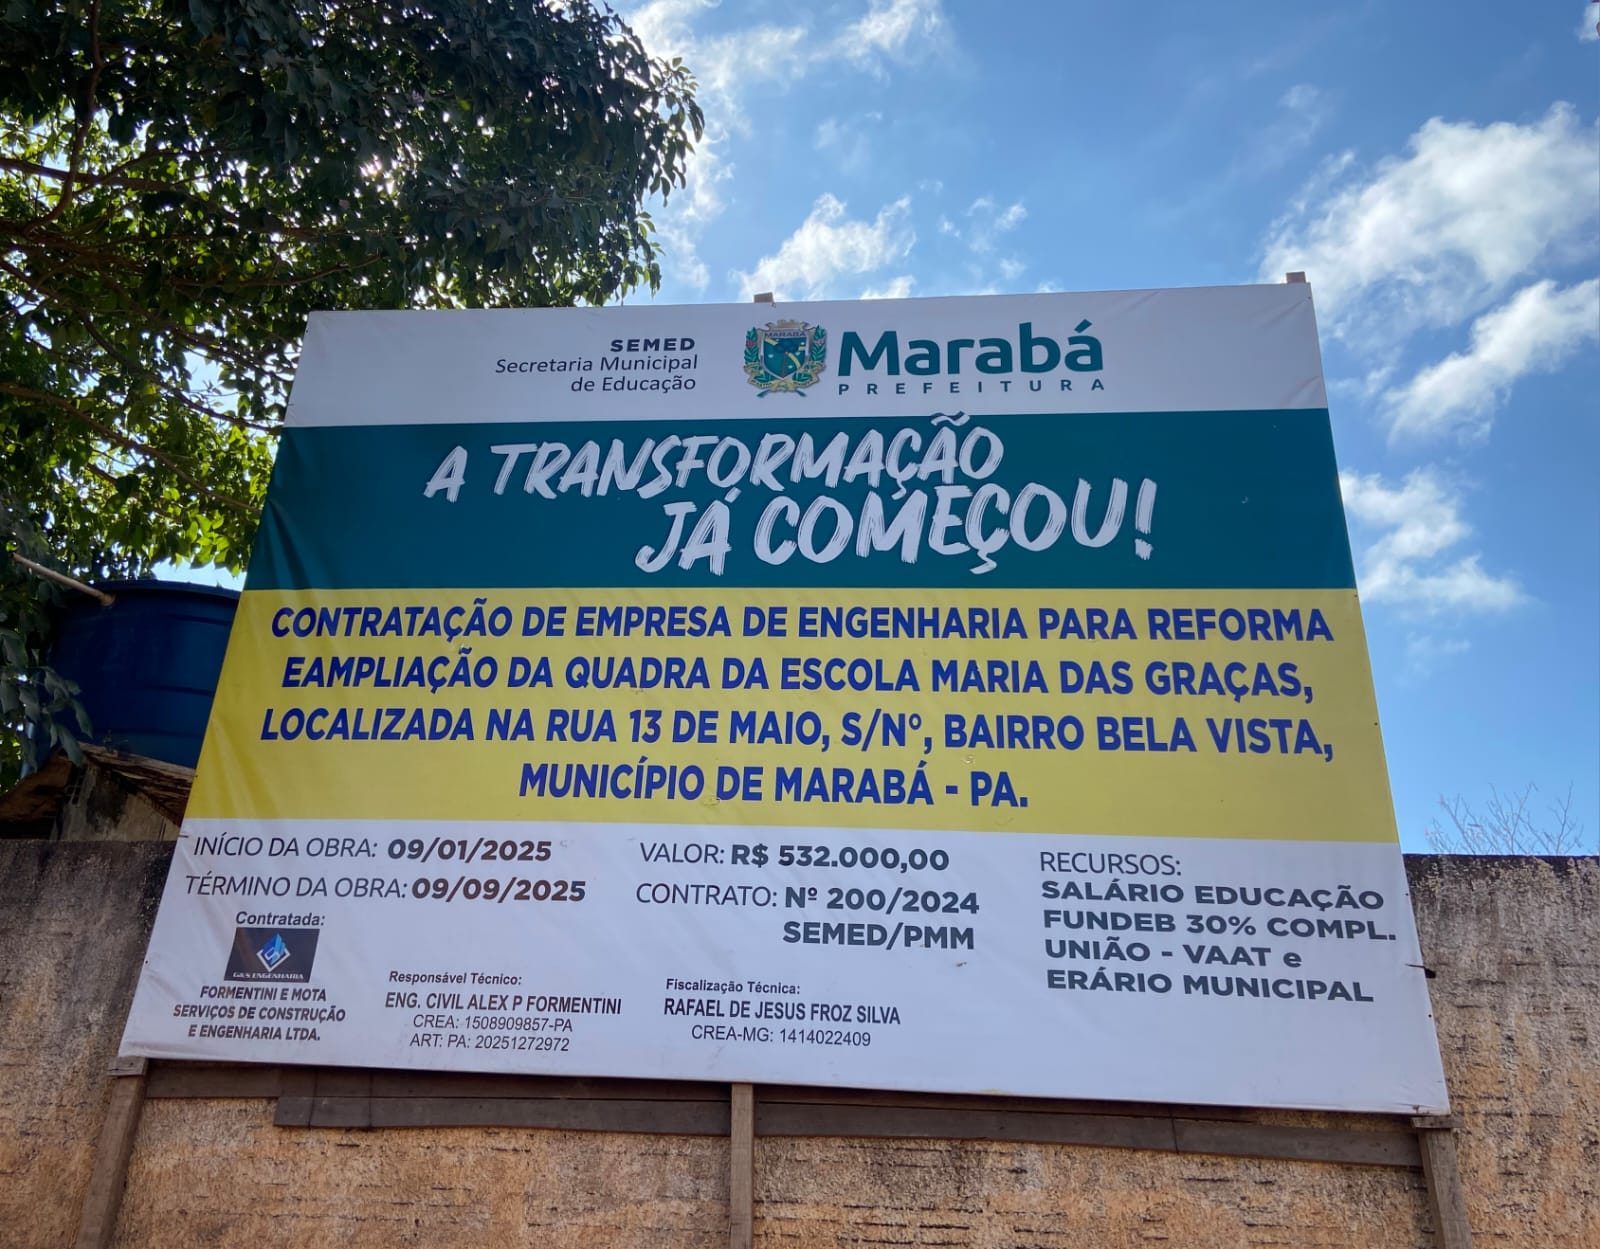 SEMED
Secretaria Municipal
de Educação
MARABÁ
Marabá
PREFEITURA
A TRANSFORMAÇÃO
JÁ COMEÇOU!
CONTRATAÇÃO DE EMPRESA DE ENGENHARIA PARA REFORMA
EAMPLIAÇÃO DA QUADRA DA ESCOLA MARIA DAS GRAÇAS,
LOCALIZADA NA RUA 13 DE MAIO, S/Nº, BAIRRO BELA VISTA,
MUNICÍPIO DE MARABÁ - PA.
INÍCIO DA OBRA: 09/01/2025
TÉRMINO DA OBRA: 09/09/2025
VALOR: R$ 532.000,00
CONTRATO: Nº 200/2024
SEMED/PMM
RECURSOS:
SALÁRIO EDUCAÇÃO
FUNDEB 30% COMPL.
UNIÃO - VAAT e
ERÁRIO MUNICIPAL
Contratada:
G&S ENGENHARIA
FORMENTINI E MOTA
SERVIÇOS DE CONSTRUÇÃO
E ENGENHARIA LTDA.
Responsável Técnico:
ENG. CIVIL ALEX P FORMENTINI
CREA: 1508909857-PA
ART: PA: 20251272972
Fiscalização Técnica:
RAFAEL DE JESUS FROZ SILVA
CREA-MG: 1414022409